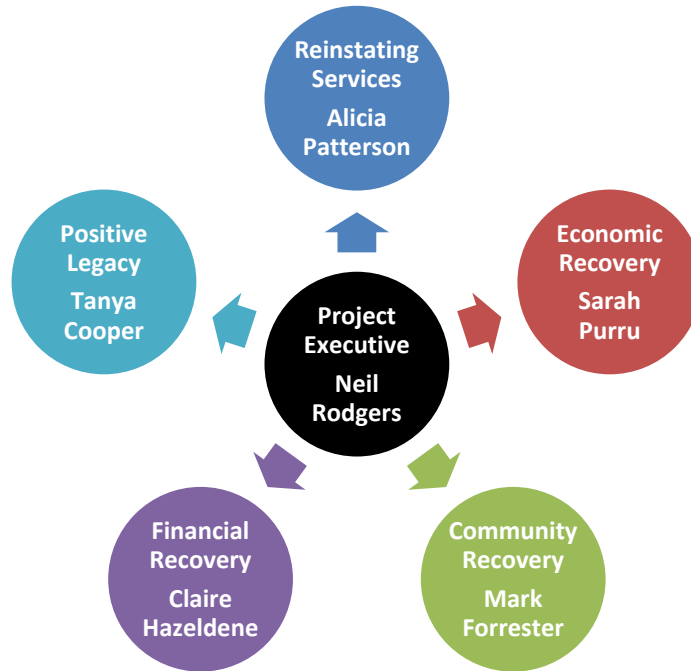 Reinstating
Services
Alicia
Patterson
Positive
Legacy
Tanya
Cooper
Economic
Recovery
Sarah
Purru
Project
Executive
Neil
Rodgers
Financial
Recovery
Claire
Hazeldene
Community
Recovery
Mark
Forrester